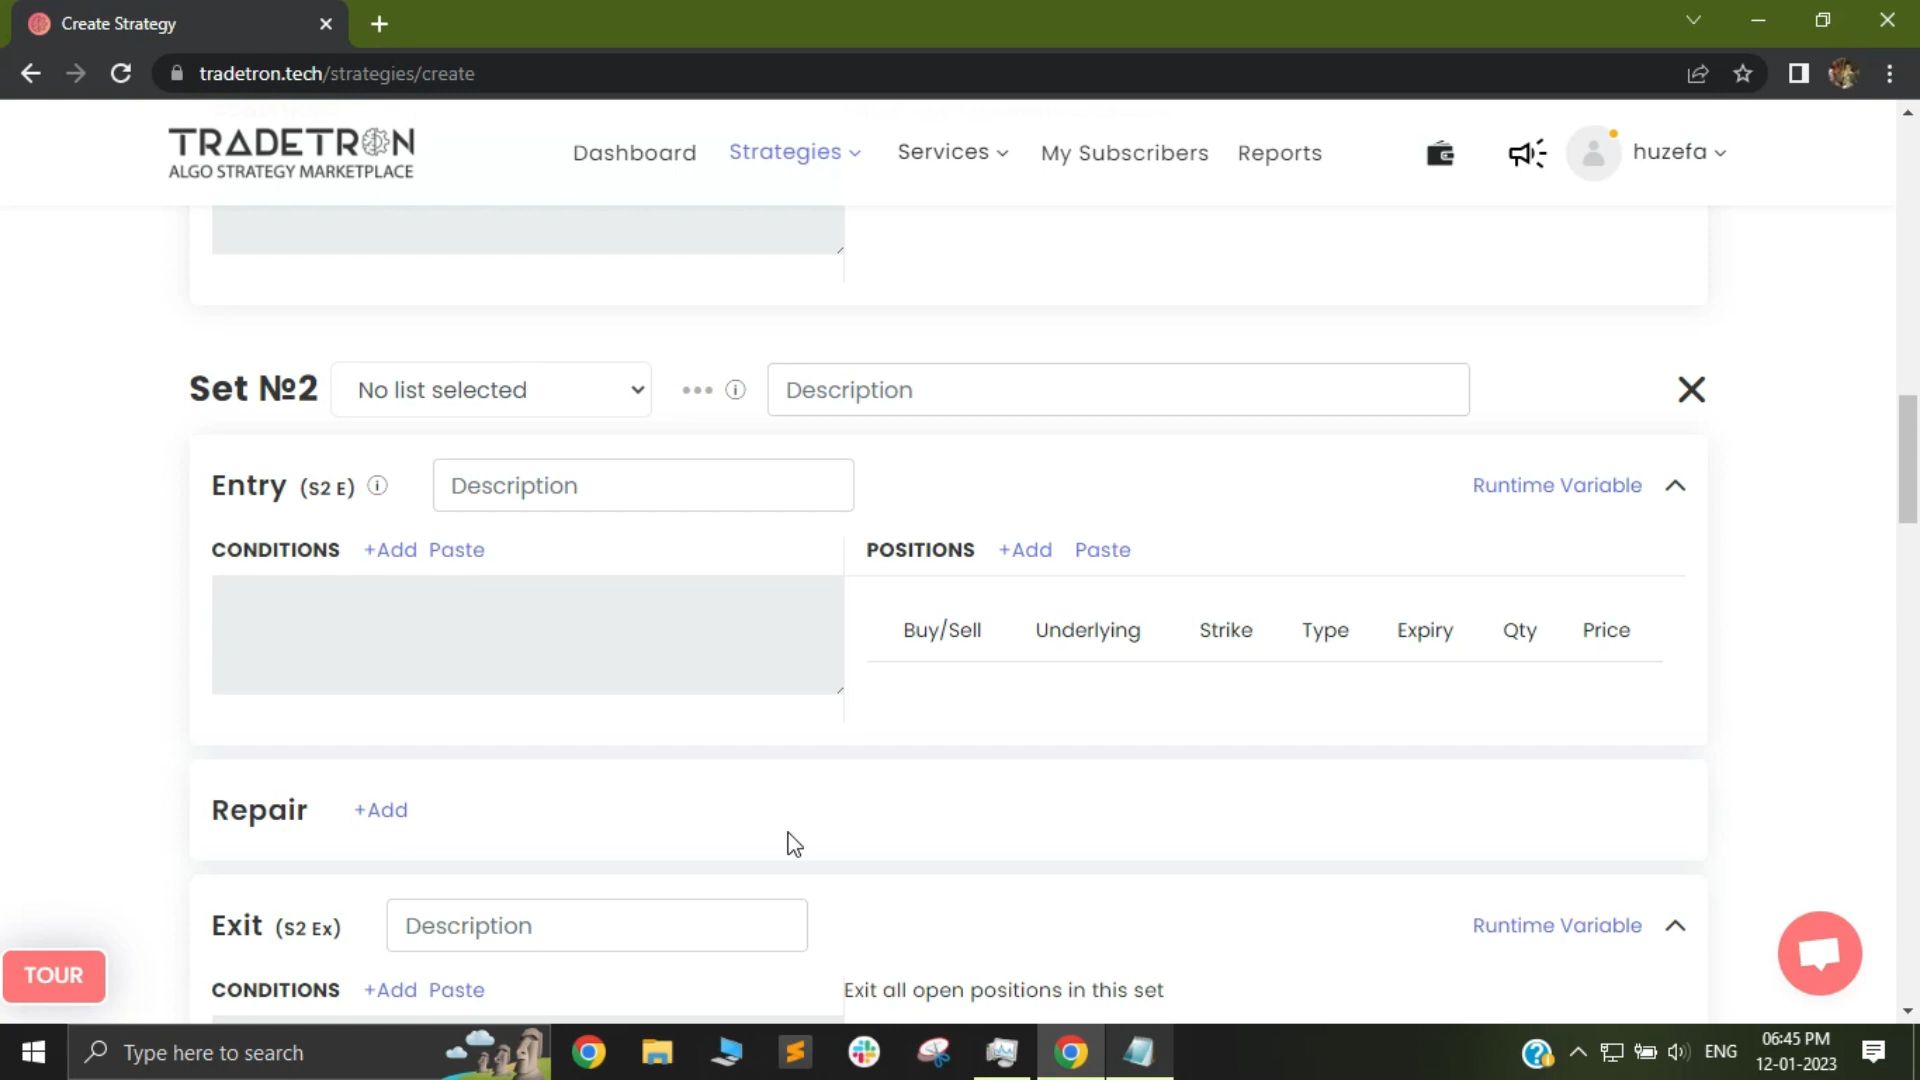 Create Strategy
tradetron.tech/strategies/create
TRADETRON
ALGO STRATEGY MARKETPLACE
Dashboard Strategies Services My Subscribers Reports huzefa
Set №2 No list selected Description
Entry (S2 E) Description Runtime Variable
CONDITIONS +Add Paste POSITIONS +Add Paste
Buy/Sell Underlying Strike Type Expiry Qty Price
Repair +Add
Exit (S2 Ex) Description Runtime Variable
TOUR
CONDITIONS +Add Paste Exit all open positions in this set
Type here to search
ENG
06:45 PM
12-01-2023